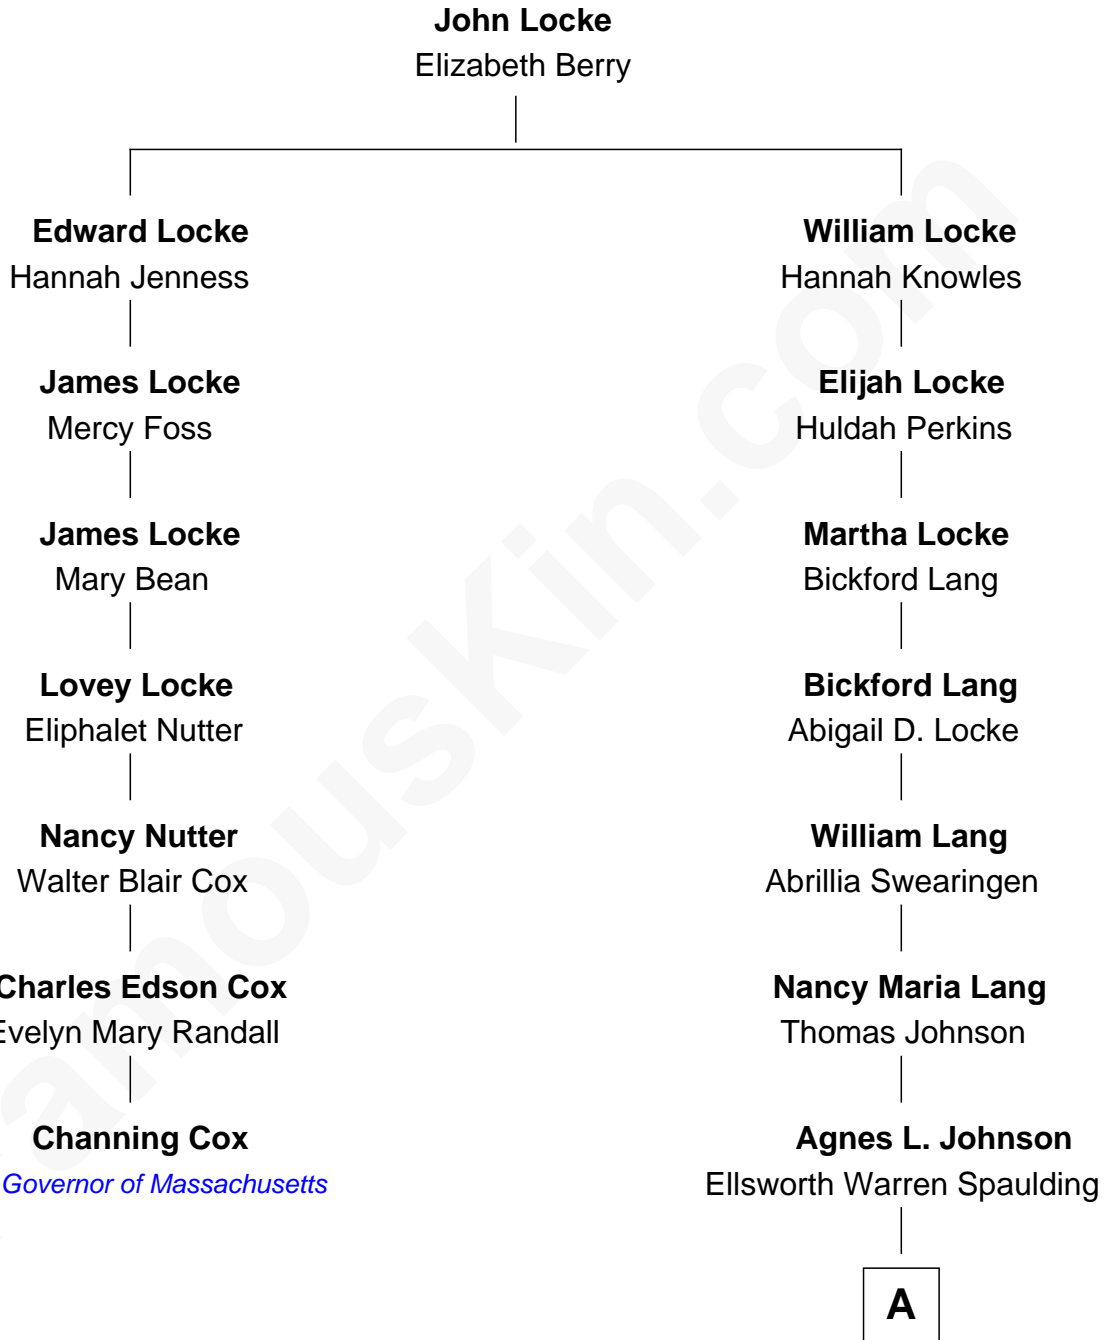 John Locke
Elizabeth Berry
Edward Locke
Hannah Jenness
William Locke
Hannah Knowles
James Locke
Mercy Foss
Elijah Locke
Huldah Perkins
James Locke
Mary Bean
Martha Locke
Bickford Lang
Lovey Locke
Eliphalet Nutter
Bickford Lang
Abigail D. Locke
Nancy Nutter
Walter Blair Cox
William Lang
Abrillia Swearingen
Charles Edson Cox
Evelyn Mary Randall
Nancy Maria Lang
Thomas Johnson
Channing Cox
Governor of Massachusetts
Agnes L. Johnson
Ellsworth Warren Spaulding
A
amouskin.com